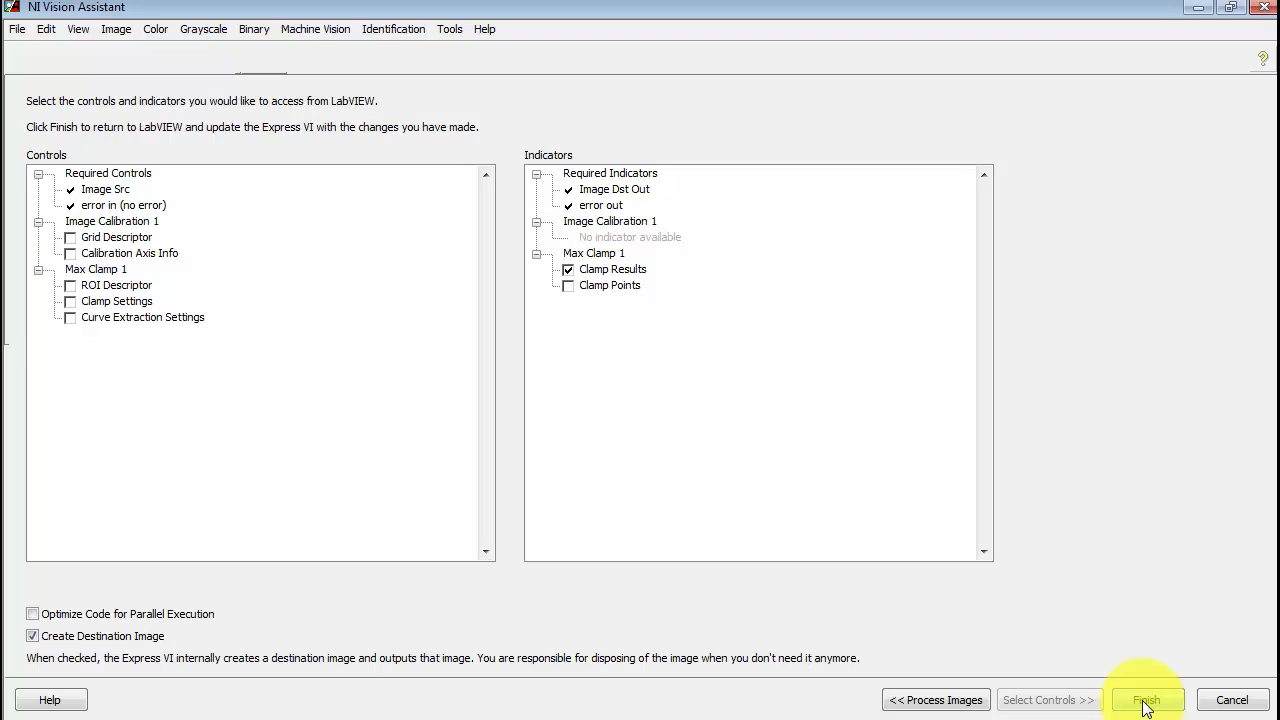 NI Vision Assistant
File Edit View Image Color Grayscale Binary Machine Vision Identification Tools Help
?
Select the controls and indicators you would like to access from LabVIEW.
Click Finish to return to LabVIEW and update the Express VI with the changes you have made.
Controls
Required Controls
Image Src
error in (no error)
Image Calibration 1
Grid Descriptor
Calibration Axis Info
Max Clamp 1
ROI Descriptor
Clamp Settings
Curve Extraction Settings
Indicators
Required Indicators
Image Dst Out
error out
Image Calibration 1
No indicator available
Max Clamp 1
Clamp Results
Clamp Points
Optimize Code for Parallel Execution
Create Destination Image
When checked, the Express VI internally creates a destination image and outputs that image. You are responsible for disposing of the image when you don't need it anymore.
Help << Process Images Select Controls >> Finish Cancel